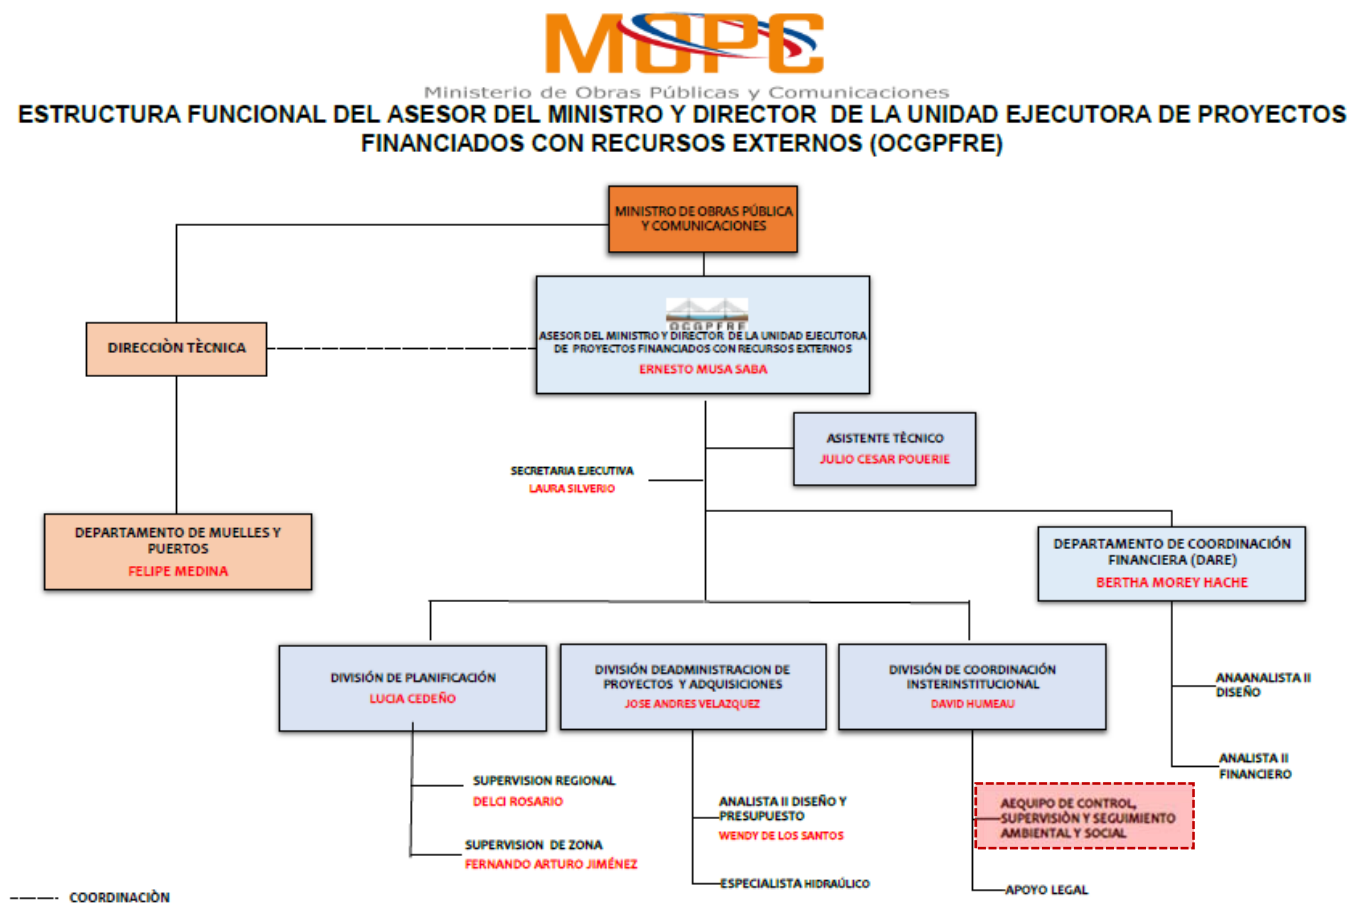 MOPC
Ministerio de Obras Públicas y Comunicaciones
ESTRUCTURA FUNCIONAL DEL ASESOR DEL MINISTRO Y DIRECTOR DE LA UNIDAD EJECUTORA DE PROYECTOS
FINANCIADOS CON RECURSOS EXTERNOS (OCGPFRE)
MINISTRO DE OBRAS PÚBLICA
Y COMUNICACIONES
OCGPFRE
ASESOR DEL MINISTRO Y DIRECTOR DE LA UNIDAD EJECUTORA
DE PROYECTOS FINANCIADOS CON RECURSOS EXTERNOS
ERNESTO MUSA SABA
DIRECCIÒN TÈCNICA
ASISTENTE TÈCNICO
JULIO CESAR POUERIE
SECRETARIA EJECUTIVA
LAURA SILVERIO
DEPARTAMENTO DE MUELLES Y
PUERTOS
FELIPE MEDINA
DEPARTAMENTO DE COORDINACIÓN
FINANCIERA (DARE)
BERTHA MOREY HACHE
DIVISIÓN DE PLANIFICACIÓN
LUCIA CEDEÑO
DIVISIÓN DEADMINISTRACION DE
PROYECTOS Y ADQUISICIONES
JOSE ANDRES VELAZQUEZ
DIVISIÓN DE COORDINACIÓN
INSTERINSTITUCIONAL
DAVID HUMEAU
ANAANALISTA II
DISEÑO
ANALISTA II
FINANCIERO
SUPERVISION REGIONAL
DELCI ROSARIO
SUPERVISION DE ZONA
FERNANDO ARTURO JIMÉNEZ
ANALISTA II DISEÑO Y
PRESUPUESTO
WENDY DE LOS SANTOS
ESPECIALISTA HIDRAÚLICO
AEQUIPO DE CONTROL,
SUPERVISIÒN Y SEGUIMIENTO
AMBIENTAL Y SOCIAL
APOYO LEGAL
COORDINACIÒN